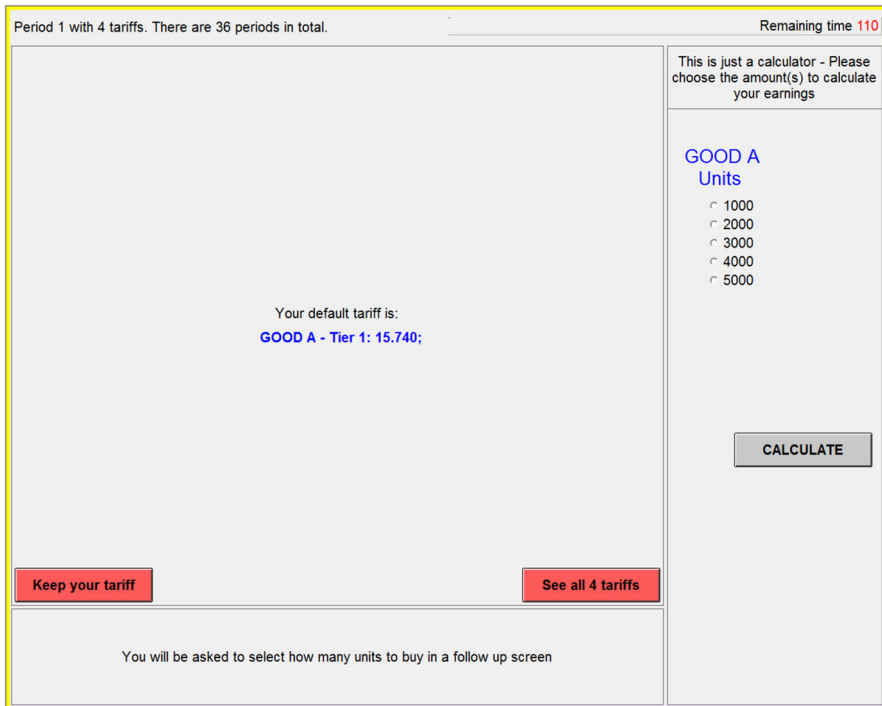 Period 1 with 4 tariffs. There are 36 periods in total.
Remaining time 110
This is just a calculator - Please
choose the amount(s) to calculate
your earnings
GOOD A
Units
1000
2000
3000
4000
5000
Your default tariff is:
GOOD A - Tier 1: 15.740;
CALCULATE
Keep your tariff
See all 4 tariffs
You will be asked to select how many units to buy in a follow up screen